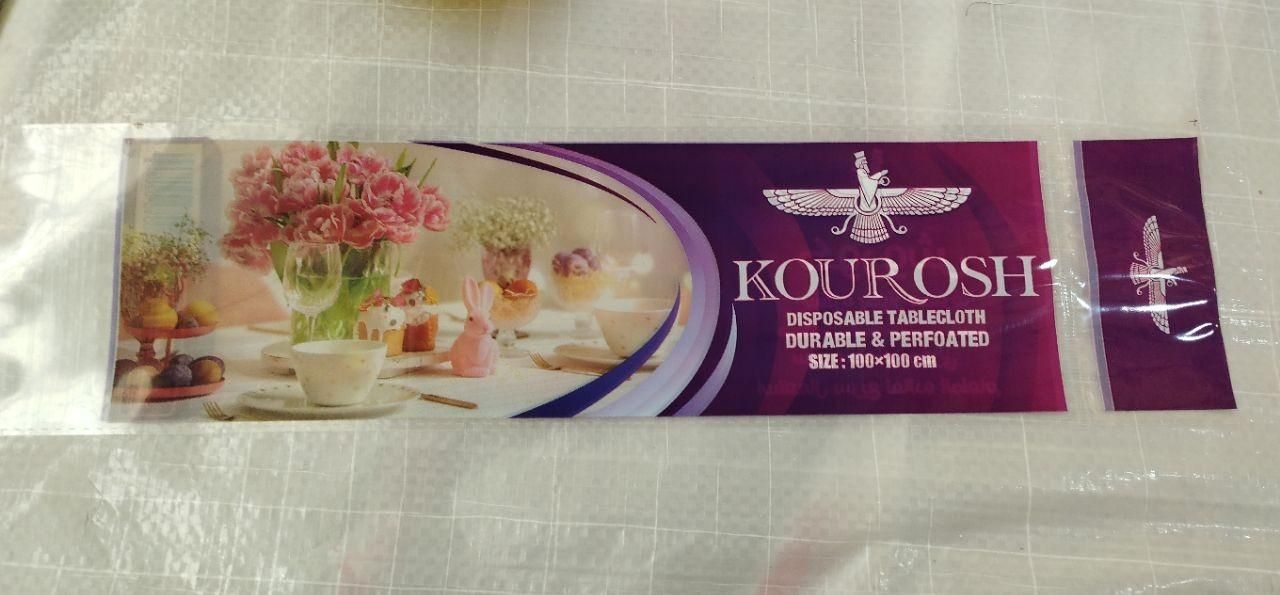 KOUROSH
DISPOSABLE TABLECLOTH
DURABLE & PERFOATED
SIZE : 100×100 cm